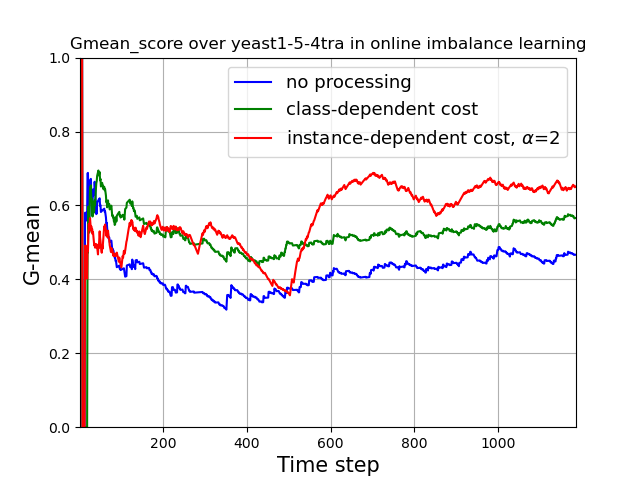 Gmean_score over yeast1-5-4tra in online imbalance learning
no processing
class-dependent cost
instance-dependent cost, α=2
G-mean
1.0
0.8
0.6
0.4
0.2
0.0
200 400 600 800 1000
Time step